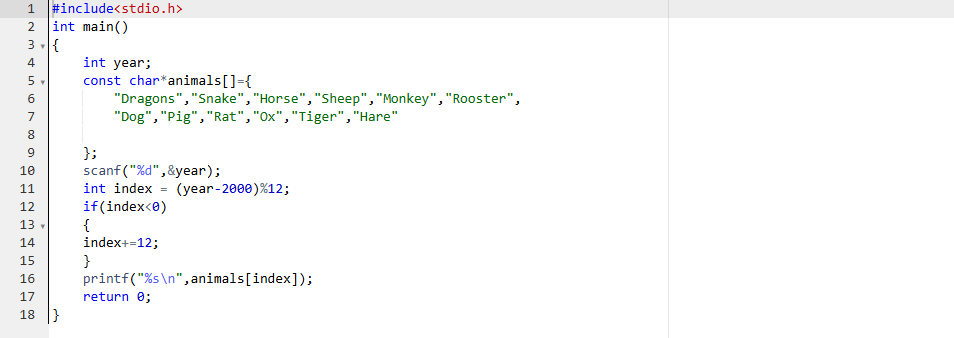 1 #include<stdio.h>
2 int main()
3 {
4 int year;
5 const char*animals[]={
6 "Dragons","Snake","Horse","Sheep","Monkey","Rooster",
7 "Dog","Pig","Rat","Ox","Tiger","Hare"
8
9 };
10 scanf("%d",&year);
11 int index = (year-2000)%12;
12 if(index<0)
13 {
14 index+=12;
15 }
16 printf("%s\n",animals[index]);
17 return 0;
18 }